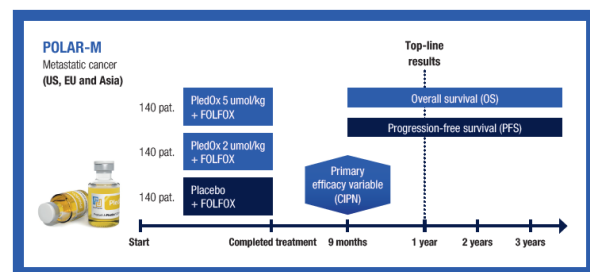 POLAR-M
Metastatic cancer
(US, EU and Asia)
Top-line
results
140 pat.
PledOx 5 umol/kg
+ FOLFOX
Overall survival (OS)
Progression-free survival (PFS)
140 pat.
PledOx 2 umol/kg
+ FOLFOX
140 pat.
Placebo
+ FOLFOX
Primary
efficacy variable
(CIPN)
Start
Completed treatment
9 months
1 year
2 years
3 years